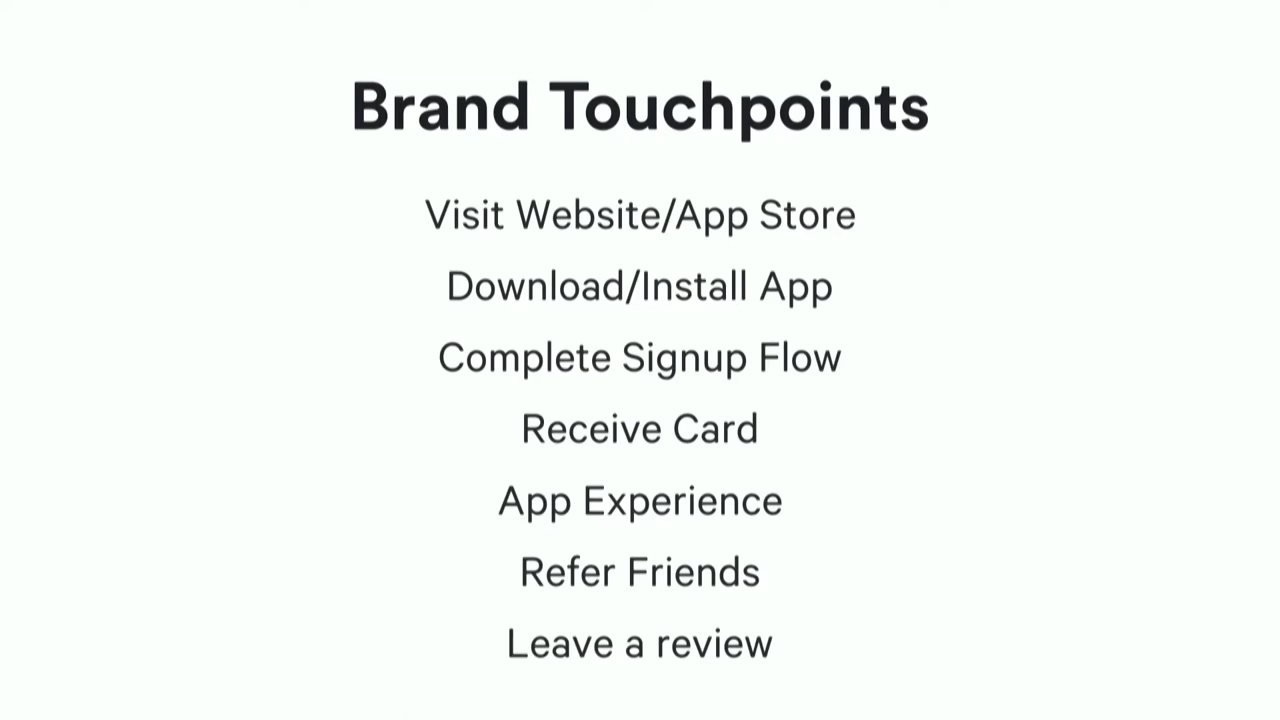 Brand Touchpoints
Visit Website/App Store
Download/Install App
Complete Signup Flow
Receive Card
App Experience
Refer Friends
Leave a review